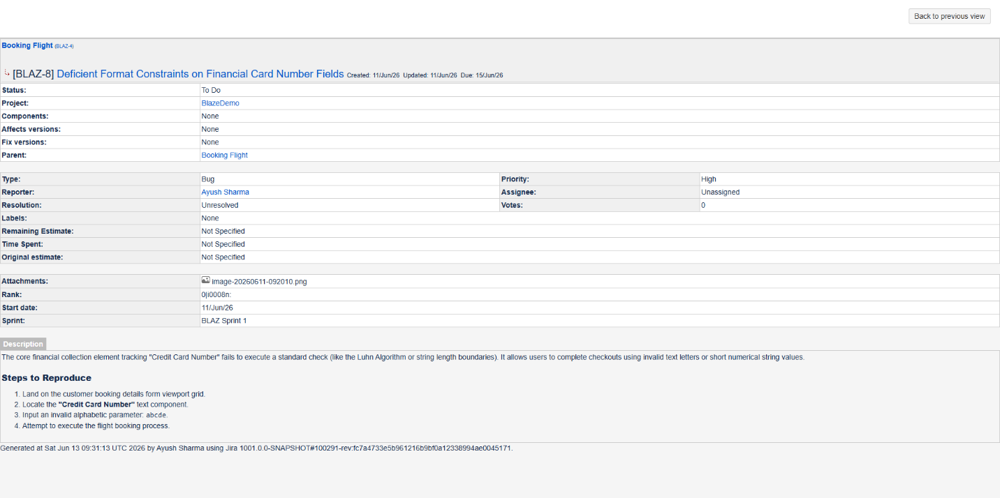 Back to previous view
Booking Flight (BLAZ-4)
[BLAZ-8] Deficient Format Constraints on Financial Card Number Fields Created: 11/Jun/26 Updated: 11/Jun/26 Due: 15/Jun/26
Status: To Do
Project: BlazeDemo
Components: None
Affects versions: None
Fix versions: None
Parent: Booking Flight
Type: Bug Priority: High
Reporter: Ayush Sharma Assignee: Unassigned
Resolution: Unresolved Votes: 0
Labels: None
Remaining Estimate: Not Specified
Time Spent: Not Specified
Original estimate: Not Specified
Attachments: image-20260611-092010.png
Rank: 0|i0008n:
Start date: 11/Jun/26
Sprint: BLAZ Sprint 1
Description
The core financial collection element tracking "Credit Card Number" fails to execute a standard check (like the Luhn Algorithm or string length boundaries). It allows users to complete checkouts using invalid text letters or short numerical string values.
Steps to Reproduce
1. Land on the customer booking details form viewport grid.
2. Locate the "Credit Card Number" text component.
3. Input an invalid alphabetic parameter: abcde.
4. Attempt to execute the flight booking process.
Generated at Sat Jun 13 09:31:13 UTC 2026 by Ayush Sharma using Jira 1001.0.0-SNAPSHOT#100291-rev:fc7a4733e5b961216b9bf0a12338994ae0045171.